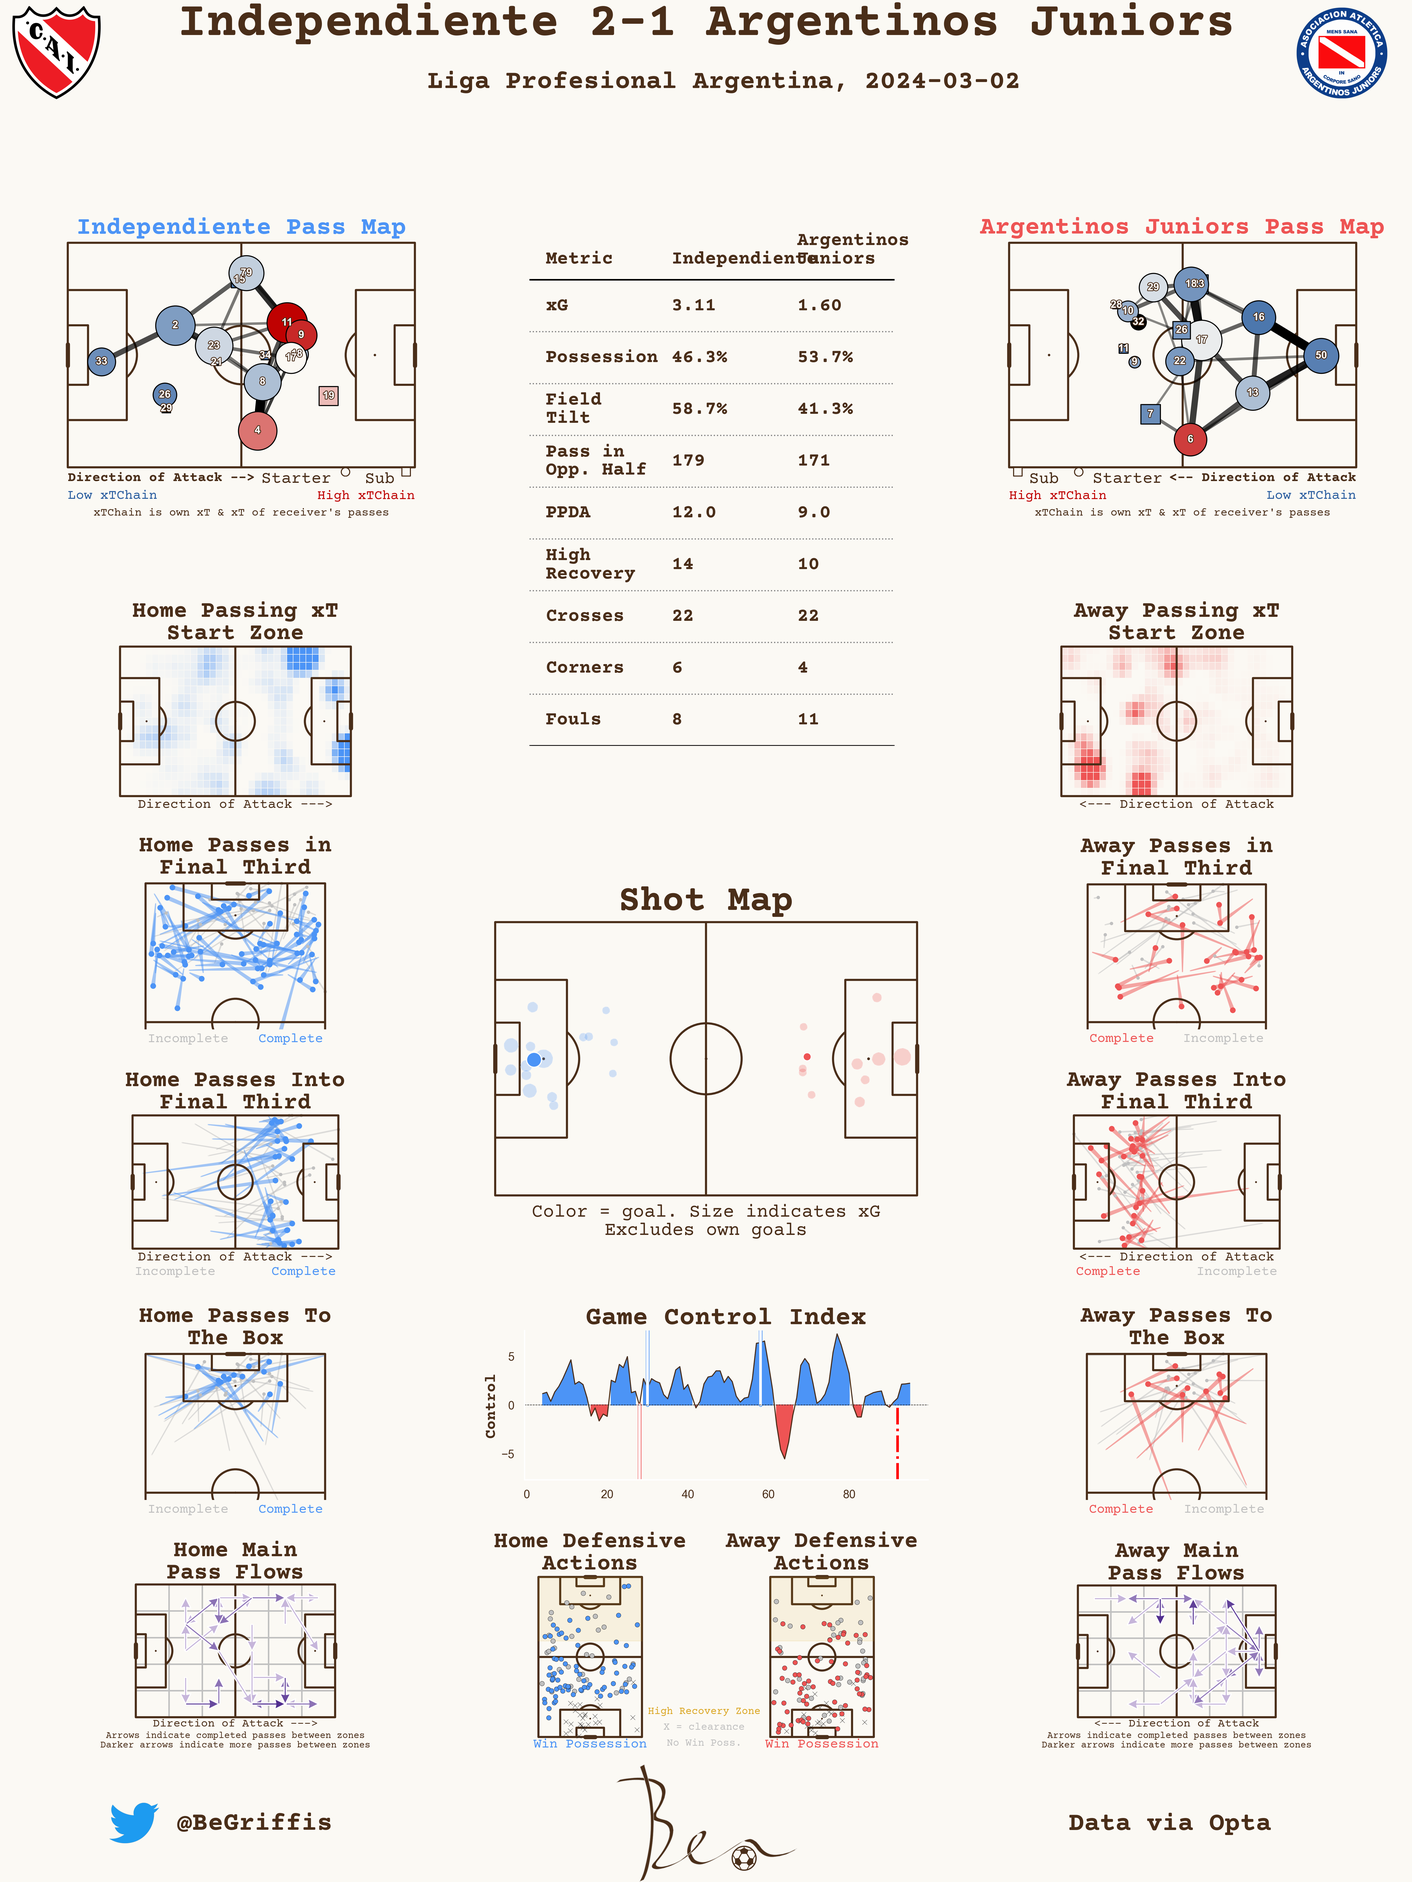 Independiente 2-1 Argentinos Juniors
Liga Profesional Argentina, 2024-03-02
C.A.I.
ASOCIACION ATLETICA
MENS SANA
IN
CORPORE SANO
ARGENTINOS JUNIORS
Independiente Pass Map
79
15
2
11
9
23
21
34
18
17
33
8
26
29
19
4
Direction of Attack --> Starter Sub
Low xTChain High xTChain
xTChain is own xT & xT of receiver's passes
Metric Independiente Argentinos Juniors
xG 3.11 1.60
Possession 46.3% 53.7%
Field Tilt 58.7% 41.3%
Pass in Opp. Half 179 171
PPDA 12.0 9.0
High Recovery 14 10
Crosses 22 22
Corners 6 4
Fouls 8 11
Argentinos Juniors Pass Map
29
28
10
32
16
26
17
11
9
22
50
13
7
6
Sub Starter <-- Direction of Attack
High xTChain Low xTChain
xTChain is own xT & xT of receiver's passes
Home Passing xT
Start Zone
Direction of Attack --->
Away Passing xT
Start Zone
<--- Direction of Attack
Home Passes in
Final Third
Incomplete Complete
Away Passes in
Final Third
Complete Incomplete
Shot Map
Color = goal. Size indicates xG
Excludes own goals
Home Passes Into
Final Third
Direction of Attack --->
Incomplete Complete
Away Passes Into
Final Third
<--- Direction of Attack
Complete Incomplete
Home Passes To
The Box
Incomplete Complete
Game Control Index
Control
5
0
−5
0 20 40 60 80
Away Passes To
The Box
Complete Incomplete
Home Main
Pass Flows
Direction of Attack --->
Arrows indicate completed passes between zones
Darker arrows indicate more passes between zones
Home Defensive
Actions
Win Possession
High Recovery Zone
X = clearance
No Win Poss.
Away Defensive
Actions
Win Possession
Away Main
Pass Flows
<--- Direction of Attack
Arrows indicate completed passes between zones
Darker arrows indicate more passes between zones
@BeGriffis
Ben
Data via Opta